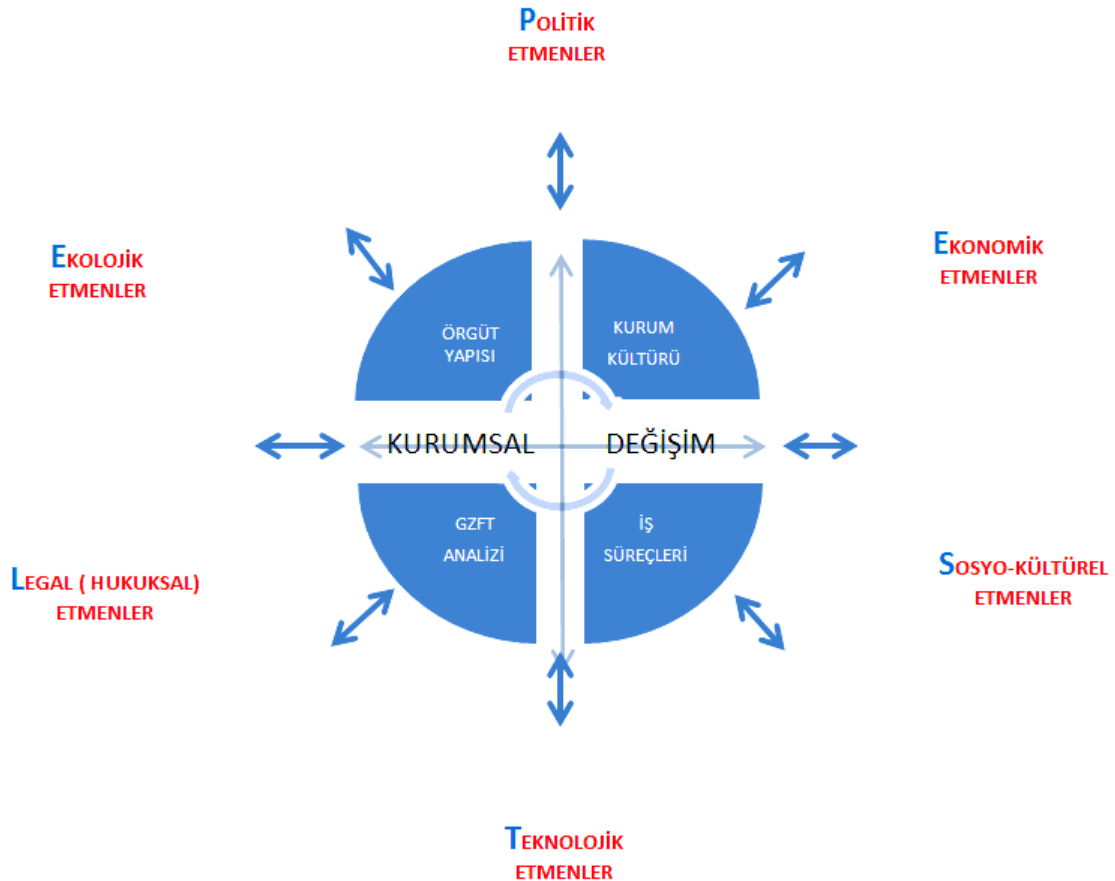 POLİTİK
ETMENLER
EKOLOJİK
ETMENLER
EKONOMİK
ETMENLER
ÖRGÜT
YAPISI
KURUM
KÜLTÜRÜ
KURUMSAL DEĞİŞİM
GZFT
ANALİZİ
İŞ
SÜREÇLERİ
LEGAL ( HUKUKSAL)
ETMENLER
SOSYO-KÜLTÜREL
ETMENLER
TEKNOLOJİK
ETMENLER